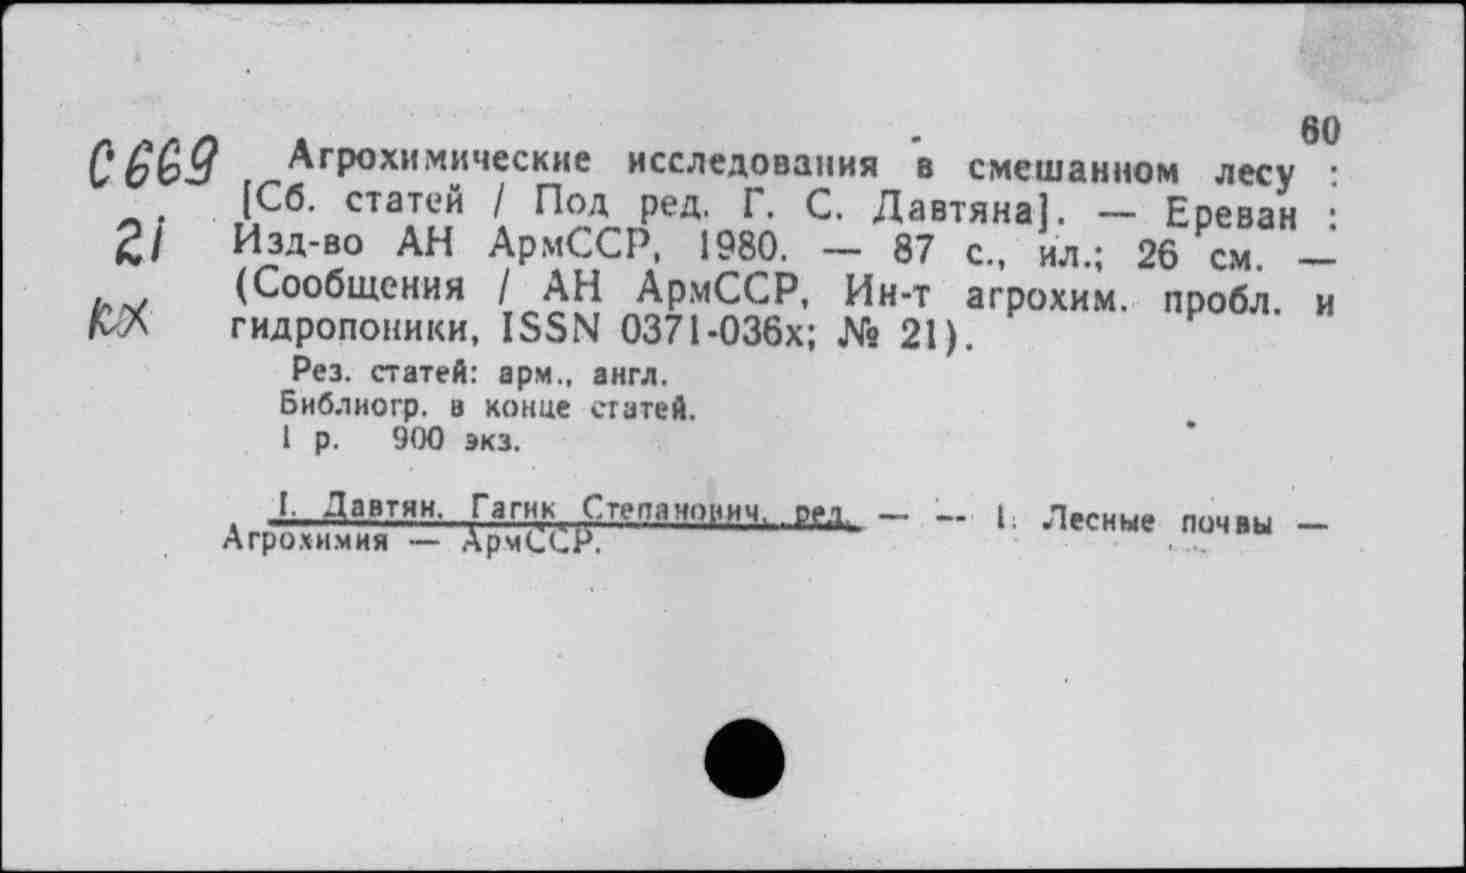 60
С669 Агрохимические исследования в смешанном лесу :
[Сб. статей / Под ред. Г. С. Давтяна]. — Ереван :
21 Изд-во АН АрмССР, 1980. — 87 с., ил.; 26 см. —
(Сообщения / АН АрмССР, Ин-т агрохим. пробл. и
кх гидропоники, ISSN 0371-036x; № 21).
Рез. статей: арм., англ.
Библиогр. в конце статей.
1 р. 900 экз.
I. Давтян, Гагик Степанович, ред. — — 1. Лесные почвы —
Агрохимия — АрмССР.